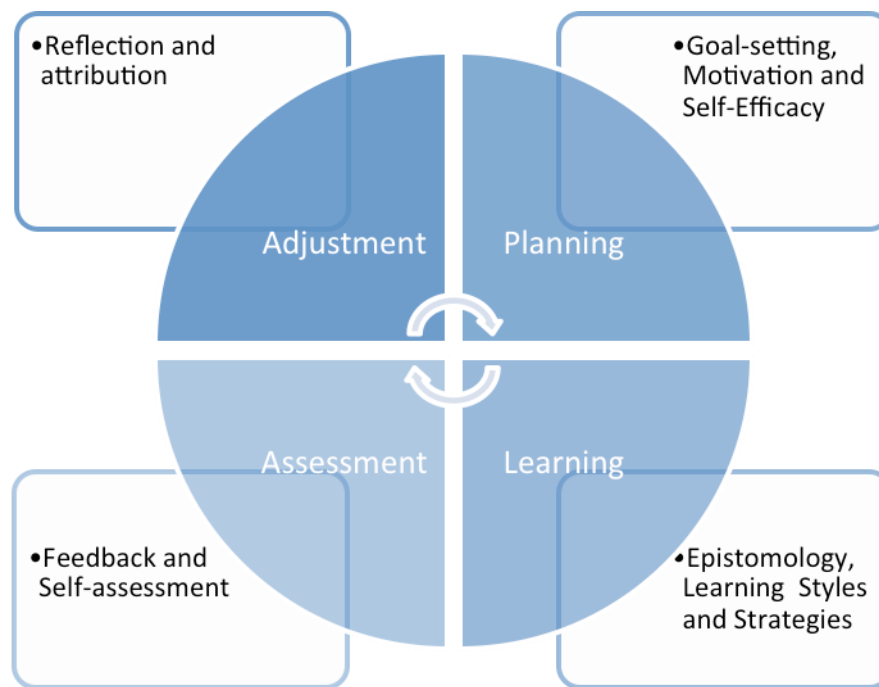 •Reflection and
attribution
•Goal-setting,
Motivation and
Self-Efficacy
Adjustment
Planning
Assessment
Learning
•Feedback and
Self-assessment
•Epistomology,
Learning Styles
and Strategies